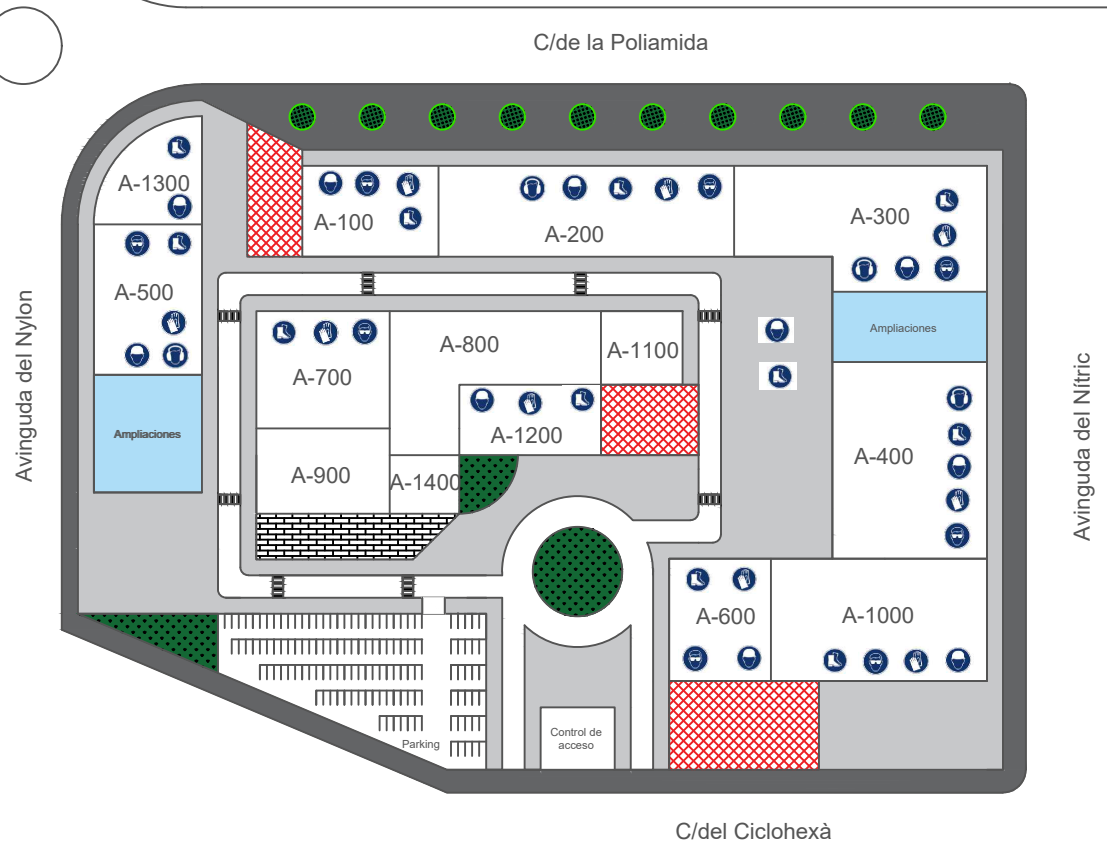 C/de la Poliamida
A-1300
A-100
A-200
A-300
A-500
Avinguda del Nylon
Ampliaciones
A-700
A-800
A-1100
Ampliaciones
Avinguda del Nítric
A-1200
A-400
A-900
A-1400
A-600
A-1000
Parking
Control de
acceso
C/del Ciclohexà